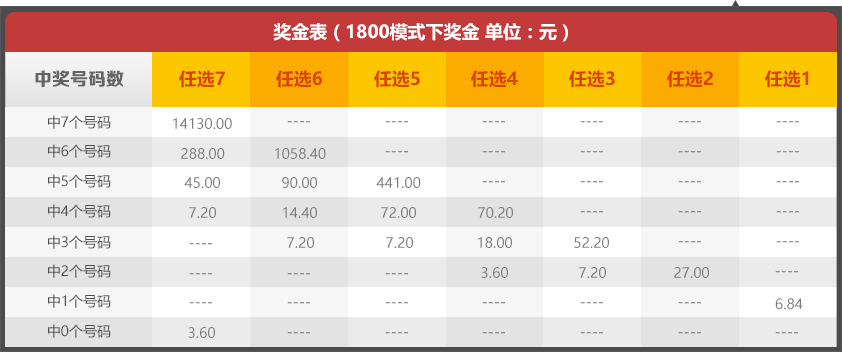 奖金表（1800模式下奖金 单位：元）
中奖号码数 任选7 任选6 任选5 任选4 任选3 任选2 任选1
中7个号码 14130.00 ---- ---- ---- ---- ---- ----
中6个号码 288.00 1058.40 ---- ---- ---- ---- ----
中5个号码 45.00 90.00 441.00 ---- ---- ---- ----
中4个号码 7.20 14.40 72.00 70.20 ---- ---- ----
中3个号码 ---- 7.20 7.20 18.00 52.20 ---- ----
中2个号码 ---- ---- ---- 3.60 7.20 27.00 ----
中1个号码 ---- ---- ---- ---- ---- ---- 6.84
中0个号码 3.60 ---- ---- ---- ---- ---- ----